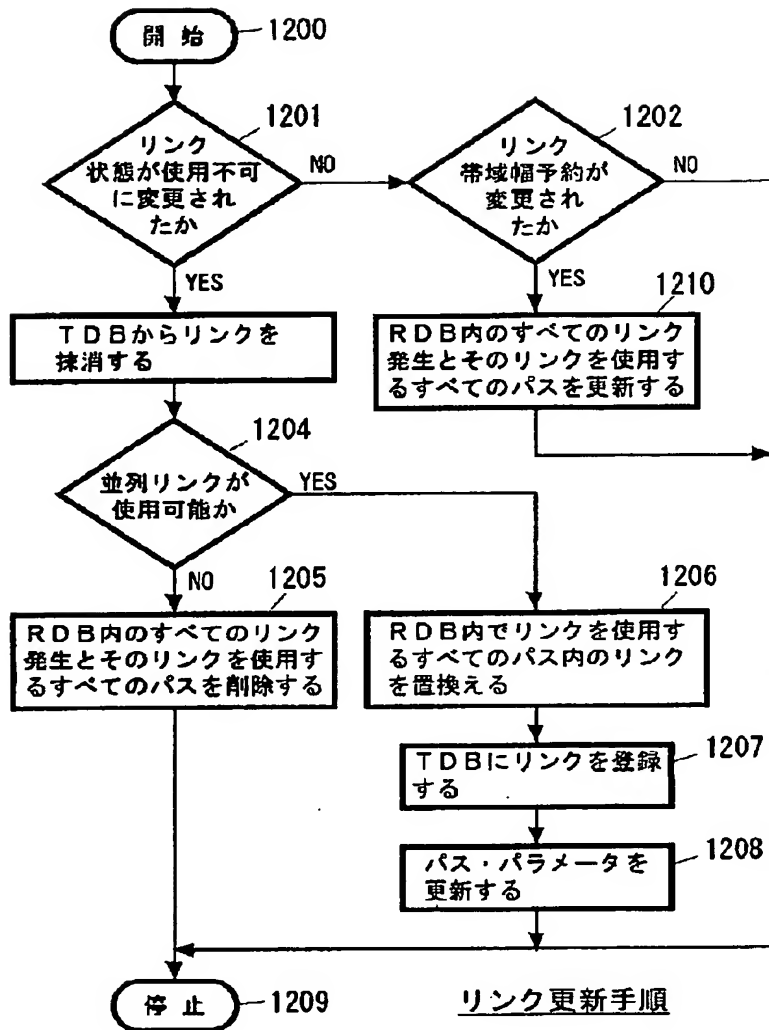 開始
1200
リンク
状態が使用不可
に変更され
たか
1201
NO
リンク
帯域幅予約が
変更され
たか
1202
NO
YES
YES
TDBからリンクを
抹消する
1210
RDB内のすべてのリンク
発生とそのリンクを使用す
るすべてのパスを更新する
並列リンクが
使用可能か
1204
YES
NO
1205
RDB内のすべてのリンク
発生とそのリンクを使用す
るすべてのパスを削除する
1206
RDB内でリンクを使用す
るすべてのパス内のリンク
を置換える
TDBにリンクを登録
する
1207
パス・パラメータを
更新する
1208
停止
1209
リンク更新手順